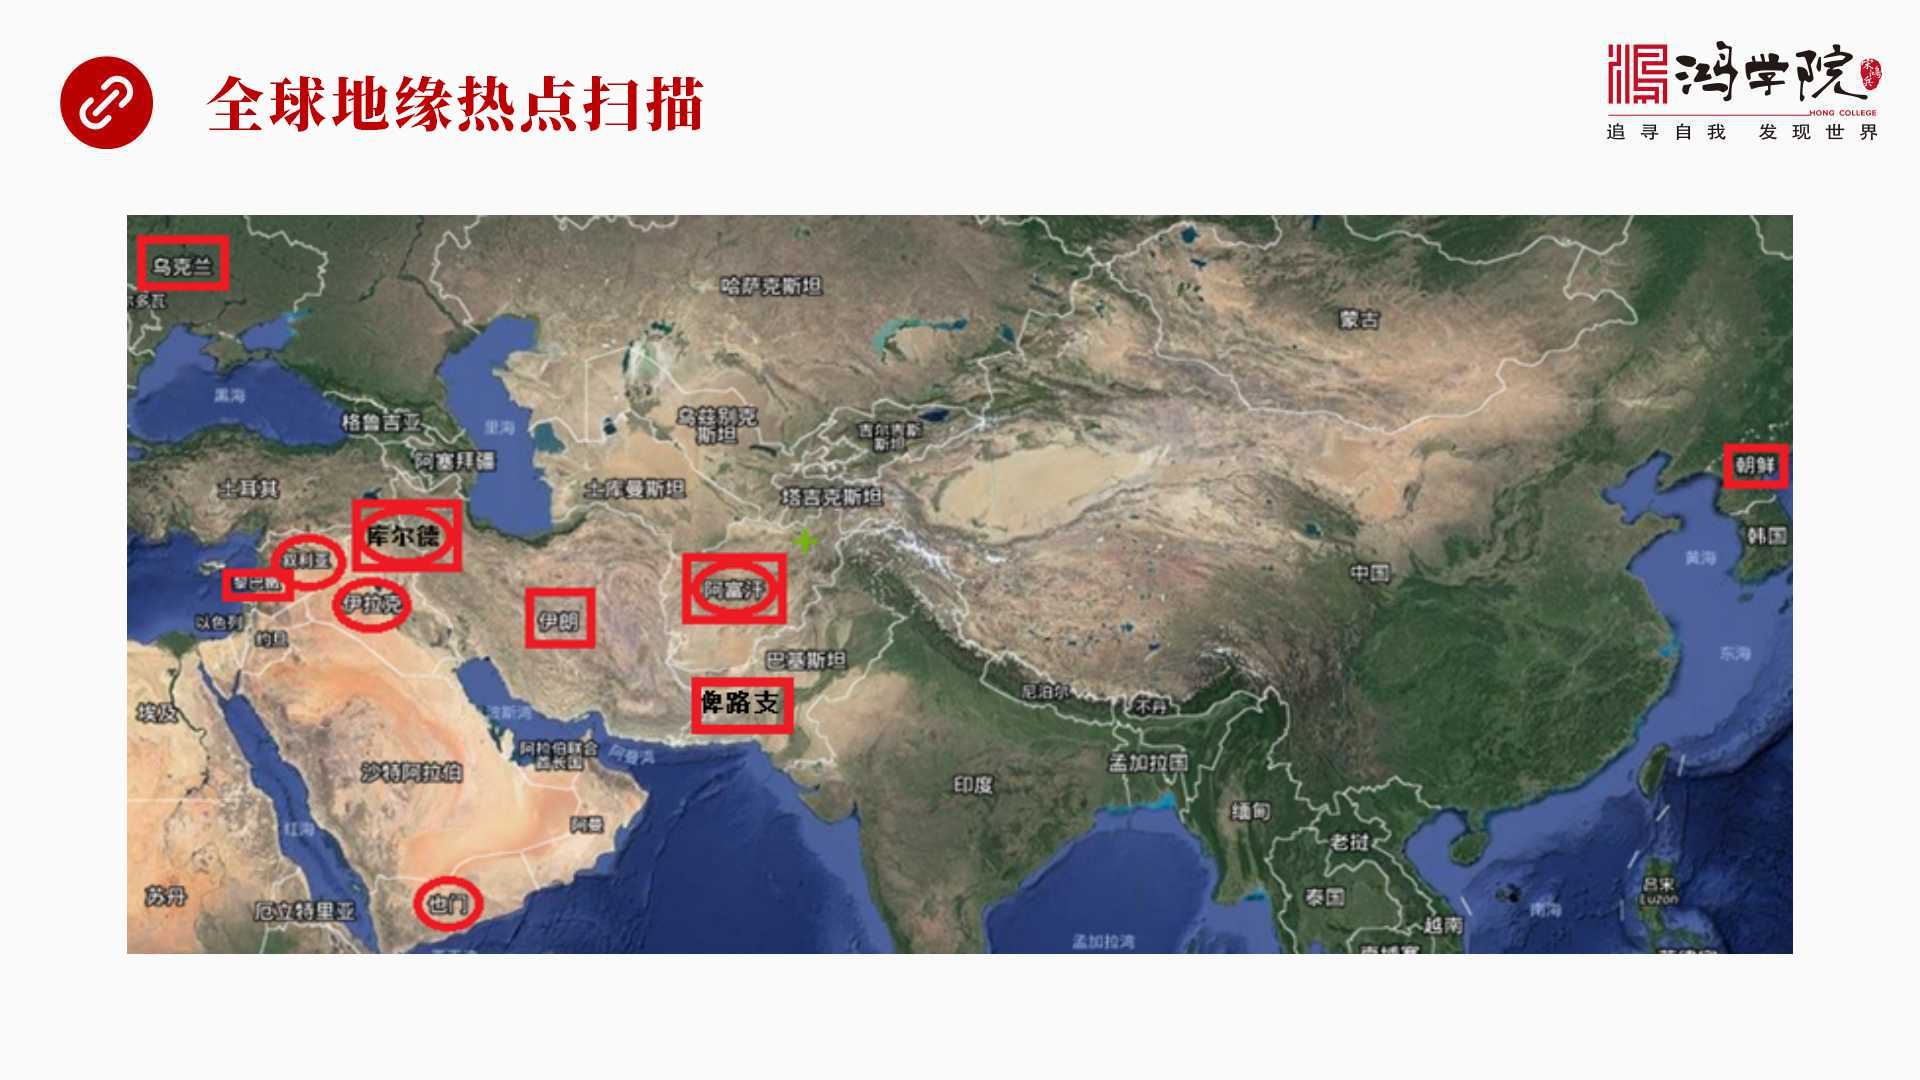 全球地缘热点扫描
鸿学院
宋鸿兵
HONG COLLEGE
追寻自我 发现世界
乌克兰
多瓦
哈萨克斯坦
蒙古
黑海
格鲁吉亚
里海
乌兹别克
斯坦
吉尔吉斯
斯坦
阿塞拜疆
土耳其
土库曼斯坦
塔吉克斯坦
朝鲜
韩国
库尔德
叙利亚
黎巴嫩
伊拉克
阿富汗
伊朗
中国
黄海
以色列
约旦
巴基斯坦
东海
俾路支
尼泊尔
不丹
埃及
波斯湾
阿拉伯联合
酋长国
阿曼湾
沙特阿拉伯
孟加拉国
印度
缅甸
红海
阿曼
老挝
苏丹
厄立特里亚
也门
泰国
吕宋
Luzon
南海
越南
孟加拉湾
柬埔寨